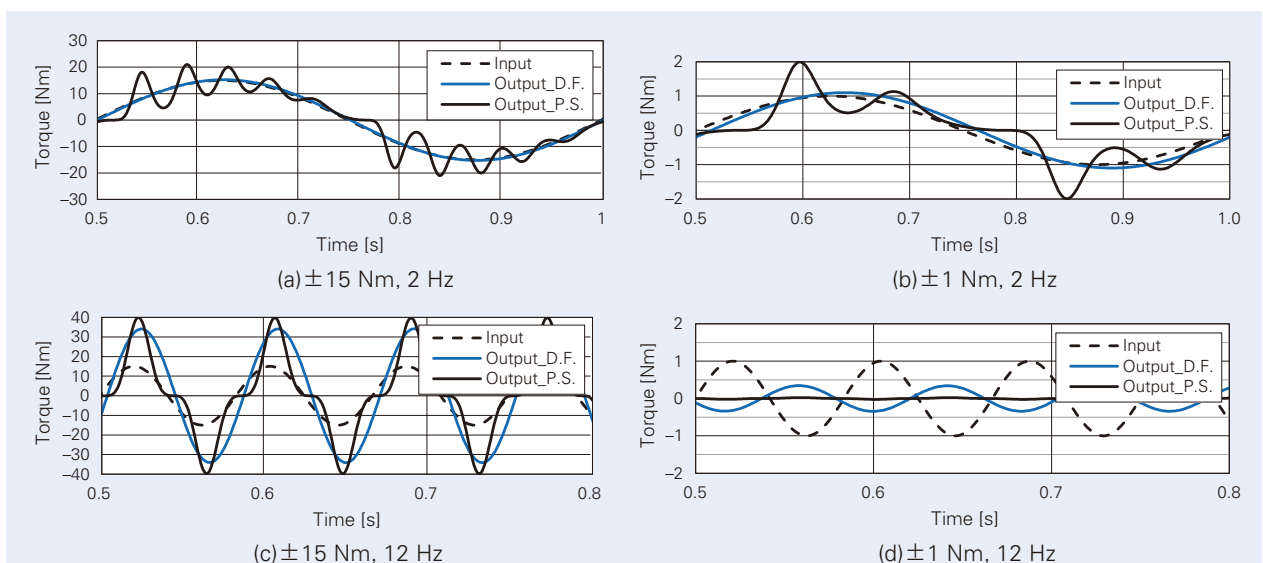 Torque [Nm]
30
20
10
0
–10
–20
–30
0.5
0.6
0.7
0.8
0.9
1
Time [s]
Input
Output_D.F.
Output_P.S.
(a)±15 Nm, 2 Hz
Torque [Nm]
2
1
0
–1
–2
0.5
0.6
0.7
0.8
0.9
1.0
Time [s]
Input
Output_D.F.
Output_P.S.
(b)±1 Nm, 2 Hz
Torque [Nm]
40
30
20
10
0
–10
–20
–30
–40
0.5
0.6
0.7
0.8
Time [s]
Input
Output_D.F.
Output_P.S.
(c)±15 Nm, 12 Hz
Torque [Nm]
2
1
0
–1
–2
0.5
0.6
0.7
0.8
Time [s]
Input
Output_D.F.
Output_P.S.
(d)±1 Nm, 12 Hz